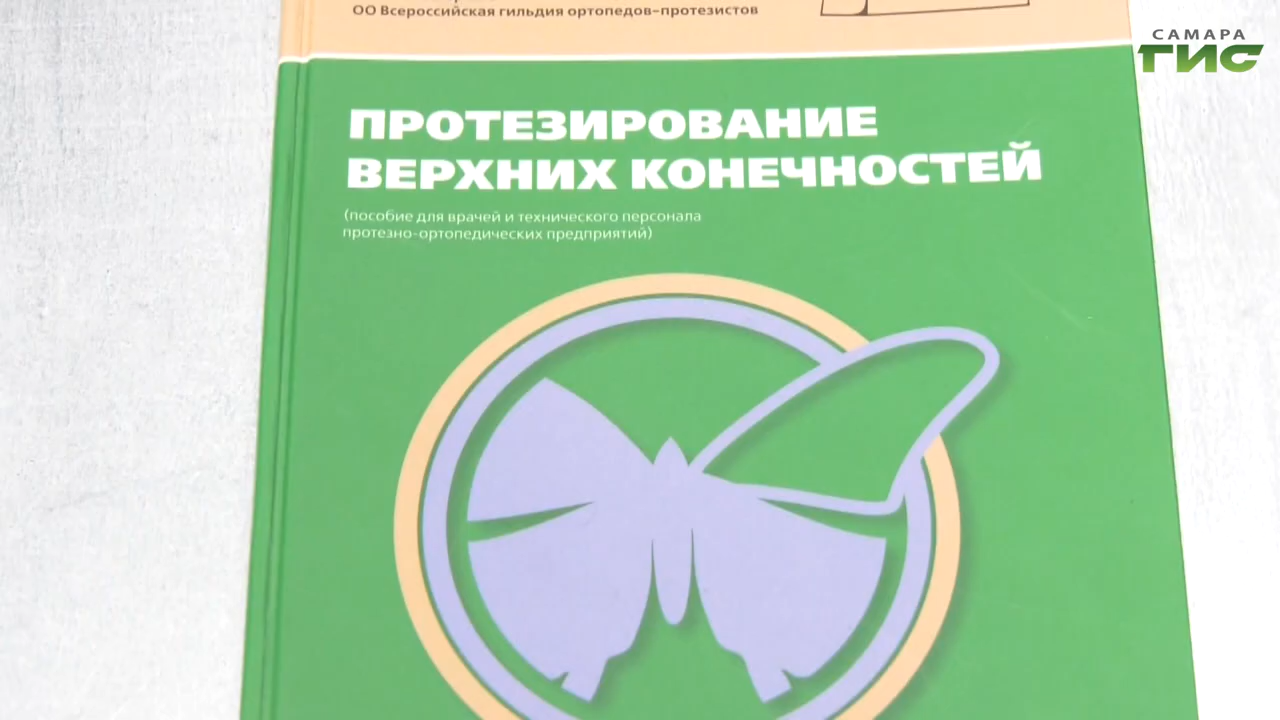 ОО Всероссийская гильдия ортопедов-протезистов
САМАРА
ГИС
ПРОТЕЗИРОВАНИЕ
ВЕРХНИХ КОНЕЧНОСТЕЙ
(пособие для врачей и технического персонала
протезно-ортопедических предприятий)